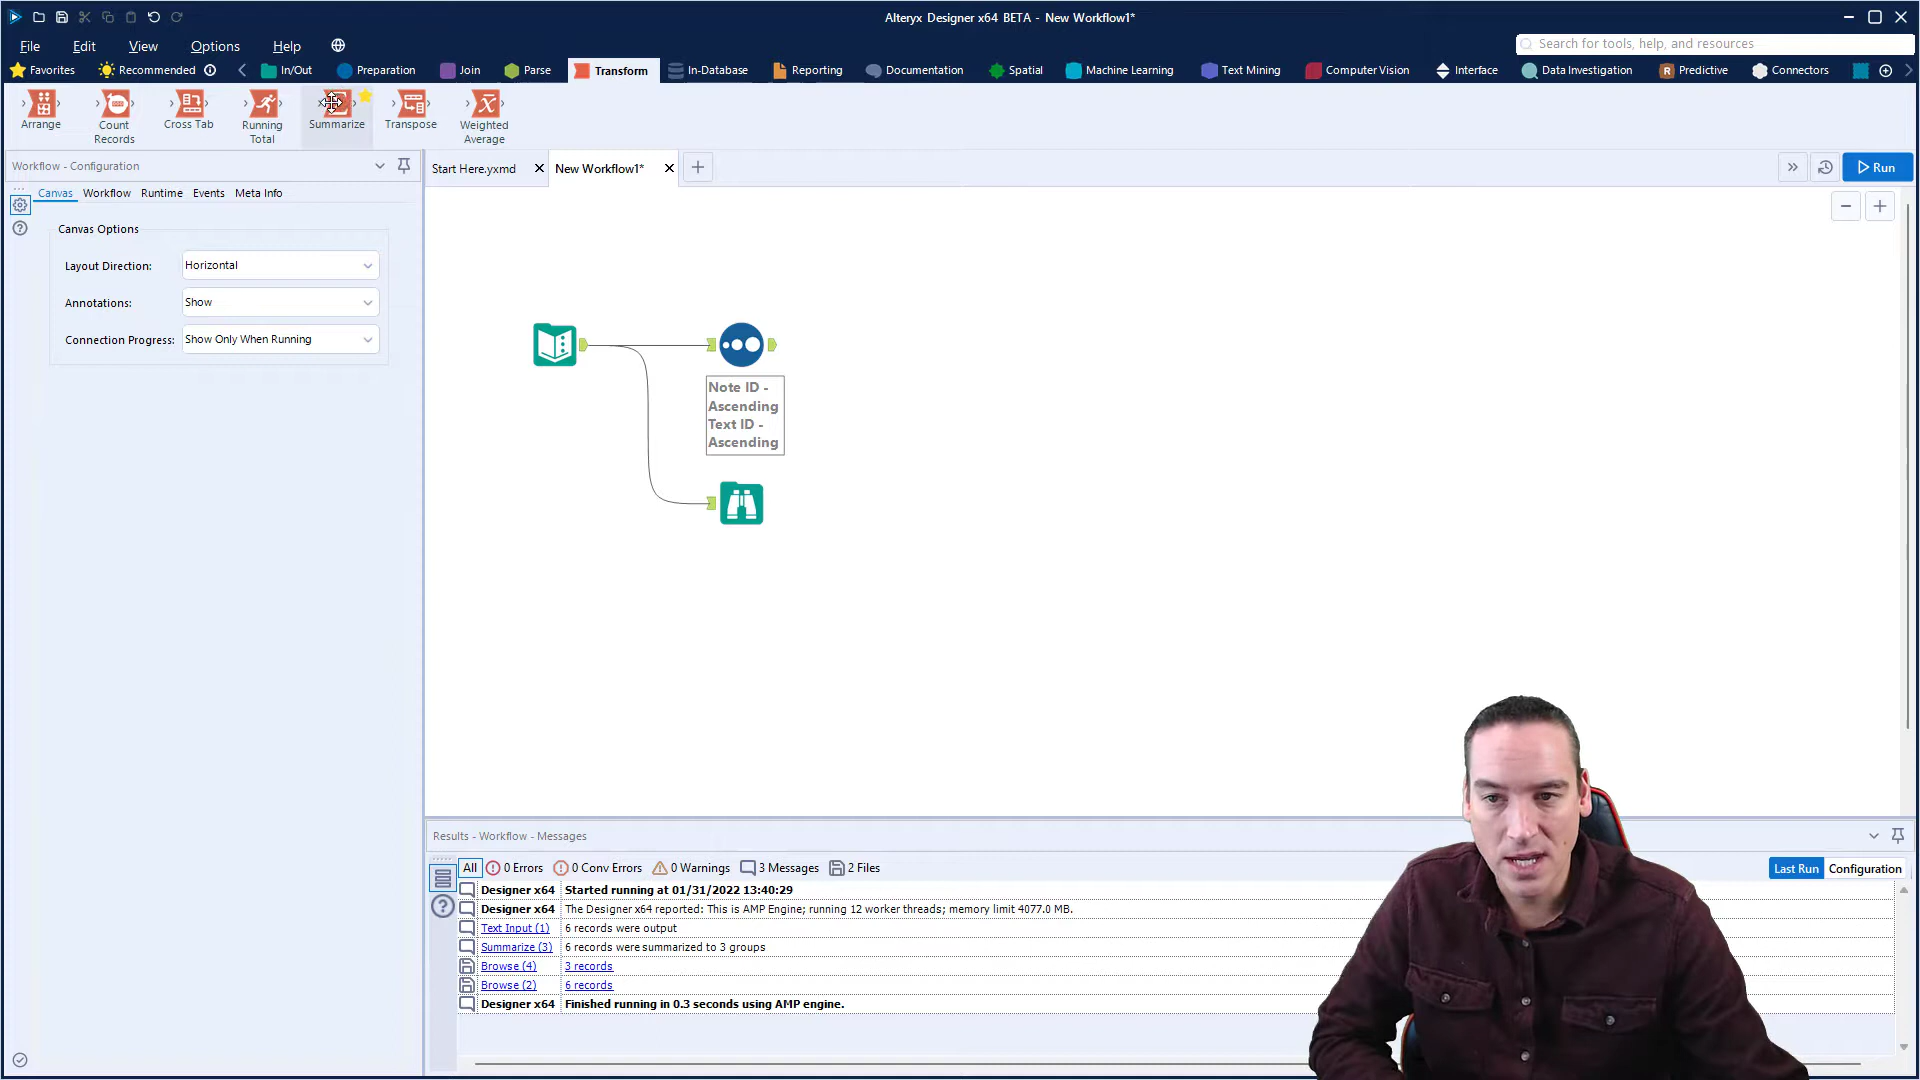 Alteryx Designer x64 BETA - New Workflow1*
File Edit View Options Help
Search for tools, help, and resources
Favorites Recommended In/Out Preparation Join Parse Transform In-Database Reporting Documentation Spatial Machine Learning Text Mining Computer Vision Interface Data Investigation Predictive Connectors
Arrange Count Records Cross Tab Running Total Summarize Transpose Weighted Average
Workflow - Configuration
Start Here.yxmd New Workflow1* Run
Canvas Workflow Runtime Events Meta Info
Canvas Options
Layout Direction: Horizontal
Annotations: Show
Connection Progress: Show Only When Running
Note ID -
Ascending
Text ID -
Ascending
Results - Workflow - Messages
All 0 Errors 0 Conv Errors 0 Warnings 3 Messages 2 Files Last Run Configuration
Designer x64 Started running at 01/31/2022 13:40:29
Designer x64 The Designer x64 reported: This is AMP Engine; running 12 worker threads; memory limit 4077.0 MB.
Text Input (1) 6 records were output
Summarize (3) 6 records were summarized to 3 groups
Browse (4) 3 records
Browse (2) 6 records
Designer x64 Finished running in 0.3 seconds using AMP engine.